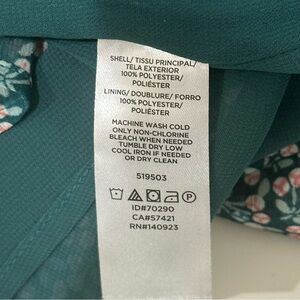 SHELL/ TISSU PRINCIPAL/
TELA EXTERIOR
100% POLYESTER/
POLIÉSTER
LINING/ DOUBLURE/ FORRO
100% POLYESTER/
POLIÉSTER
MACHINE WASH COLD
ONLY NON-CHLORINE
BLEACH WHEN NEEDED
TUMBLE DRY LOW
COOL IRON IF NEEDED
OR DRY CLEAN
519503
ID#70290
CA#57421
RN#140923